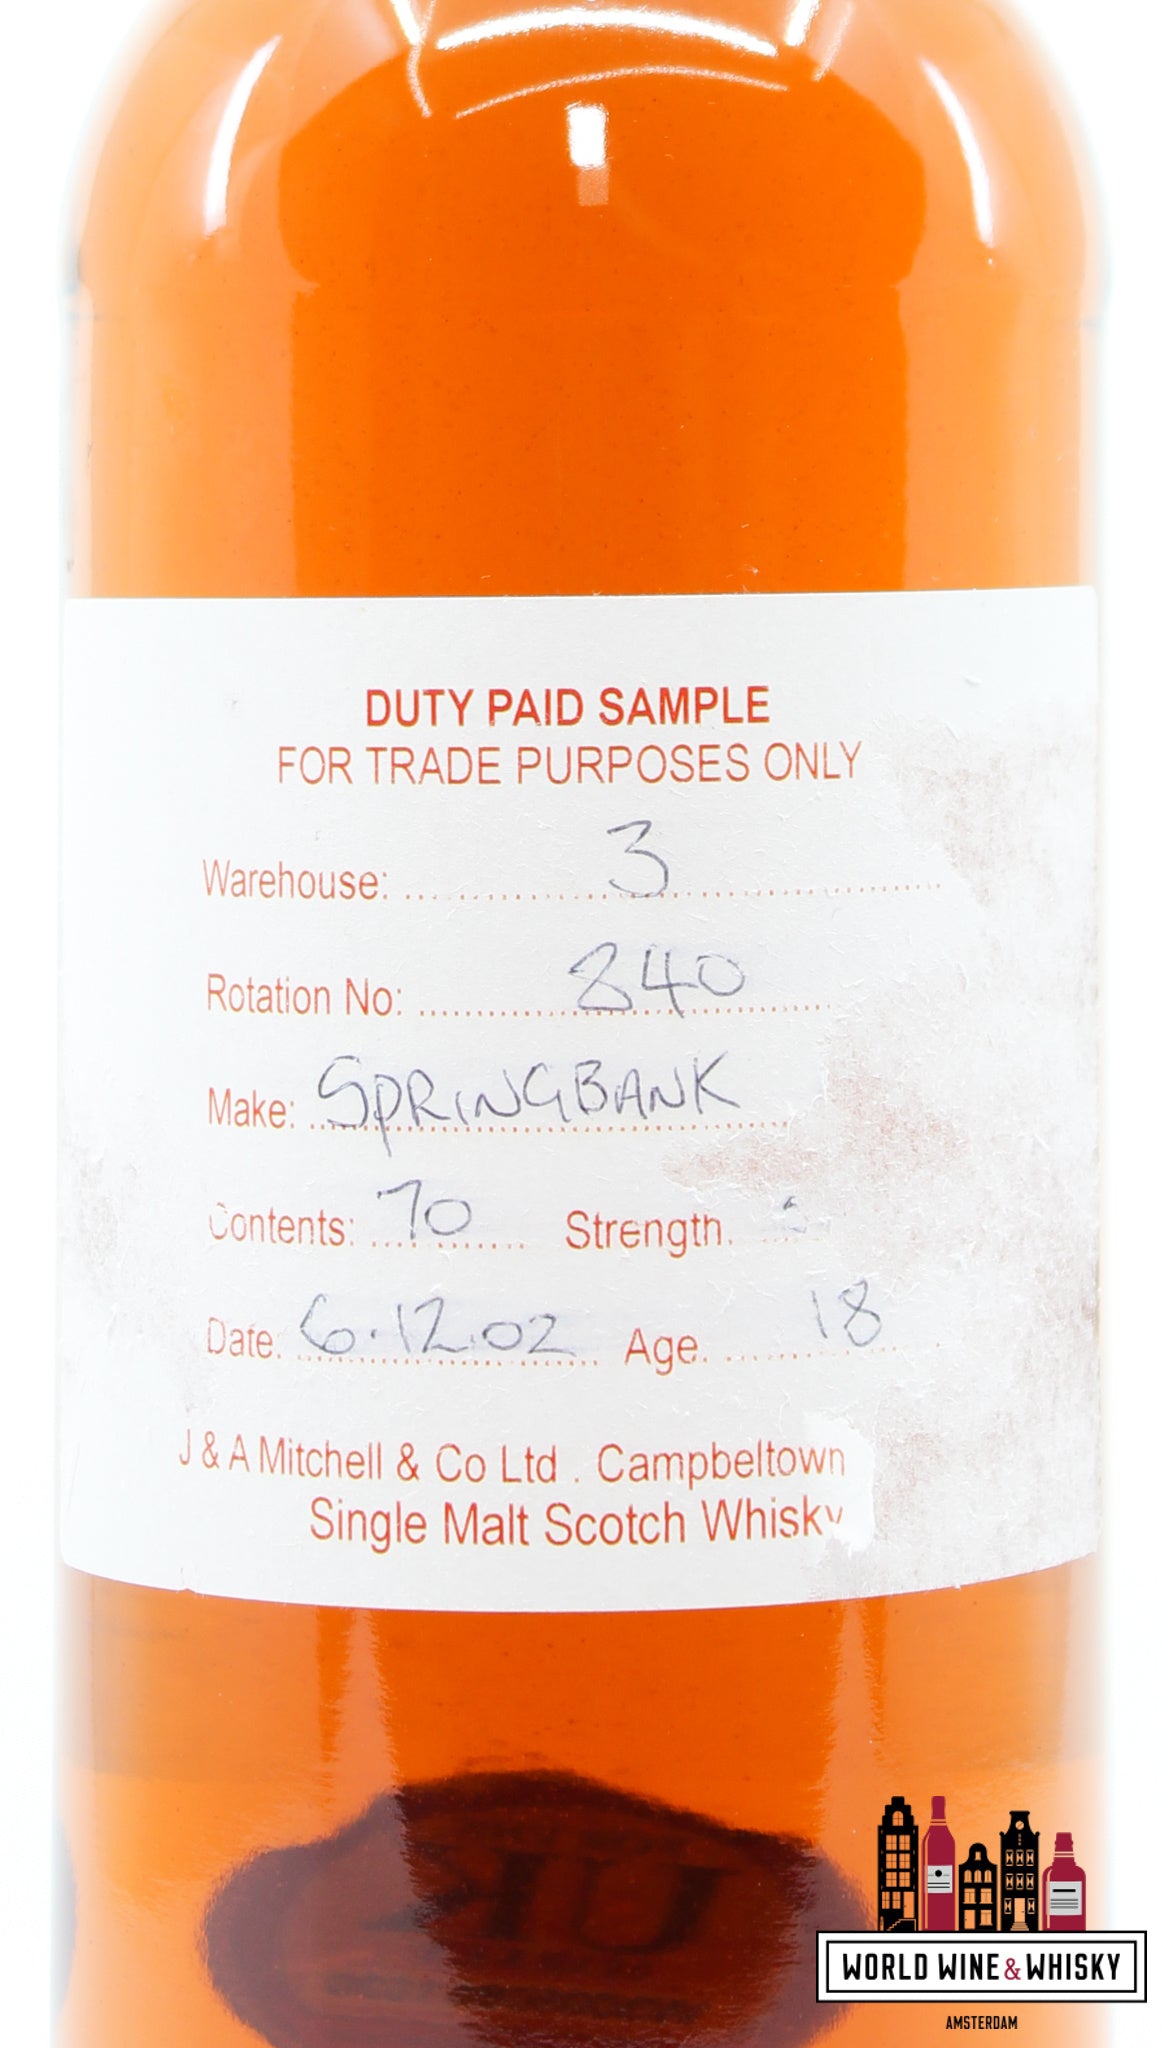 DUTY PAID SAMPLE
FOR TRADE PURPOSES ONLY
Warehouse: 3
Rotation No: 840
Make: SPRINGBANK
Contents: 70 Strength.
Date: 6.12.02 Age. 18
J & A Mitchell & Co Ltd . Campbeltown
Single Malt Scotch Whisky
WORLD WINE & WHISKY
AMSTERDAM